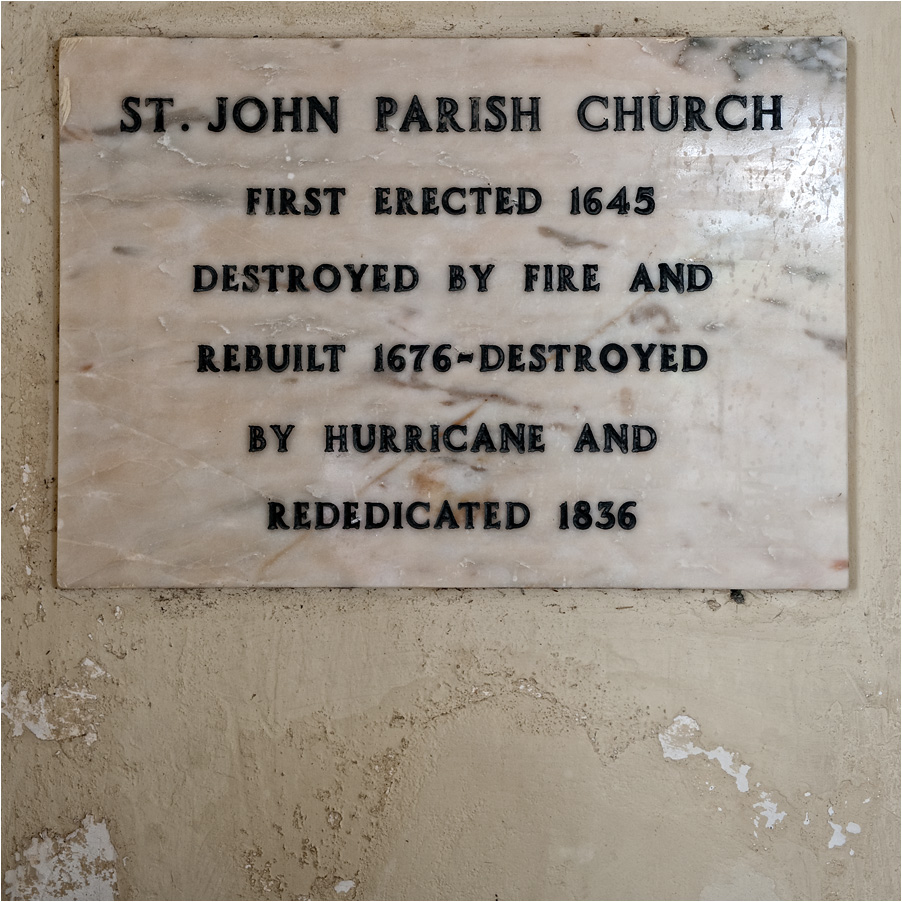 ST. JOHN PARISH CHURCH
FIRST ERECTED 1645
DESTROYED BY FIRE AND
REBUILT 1676~DESTROYED
BY HURRICANE AND
REDEDICATED 1836